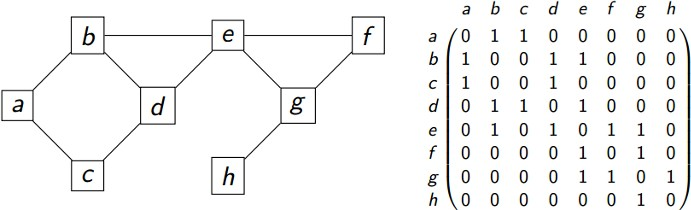 b e f
a d g
c h
a b c d e f g h
a 0 1 1 0 0 0 0 0
b 1 0 0 1 1 0 0 0
c 1 0 0 1 0 0 0 0
d 0 1 1 0 1 0 0 0
e 0 1 0 1 0 1 1 0
f 0 0 0 0 1 0 1 0
g 0 0 0 0 1 1 0 1
h 0 0 0 0 0 0 1 0